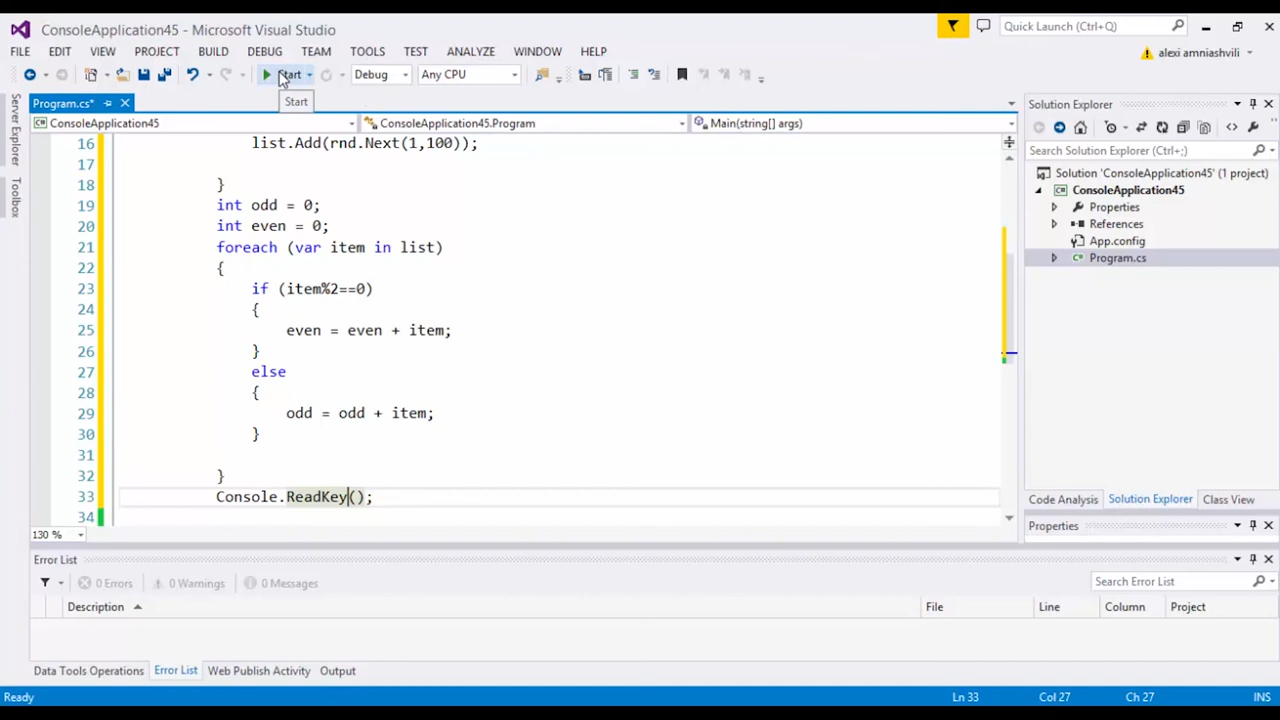 ConsoleApplication45 - Microsoft Visual Studio
Quick Launch (Ctrl+Q)
FILE EDIT VIEW PROJECT BUILD DEBUG TEAM TOOLS TEST ANALYZE WINDOW HELP
alexi amniashvili
Start Debug Any CPU
Start
Server Explorer
Toolbox
Program.cs*
ConsoleApplication45 ConsoleApplication45.Program Main(string[] args)
16 list.Add(rnd.Next(1,100));
17
18 }
19 int odd = 0;
20 int even = 0;
21 foreach (var item in list)
22 {
23 if (item%2==0)
24 {
25 even = even + item;
26 }
27 else
28 {
29 odd = odd + item;
30 }
31
32 }
33 Console.ReadKey();
34
130 %
Solution Explorer
Search Solution Explorer (Ctrl+;)
Solution 'ConsoleApplication45' (1 project)
ConsoleApplication45
Properties
References
App.config
Program.cs
Code Analysis Solution Explorer Class View
Properties
Error List
0 Errors 0 Warnings 0 Messages
Search Error List
Description File Line Column Project
Data Tools Operations Error List Web Publish Activity Output
Ready Ln 33 Col 27 Ch 27 INS